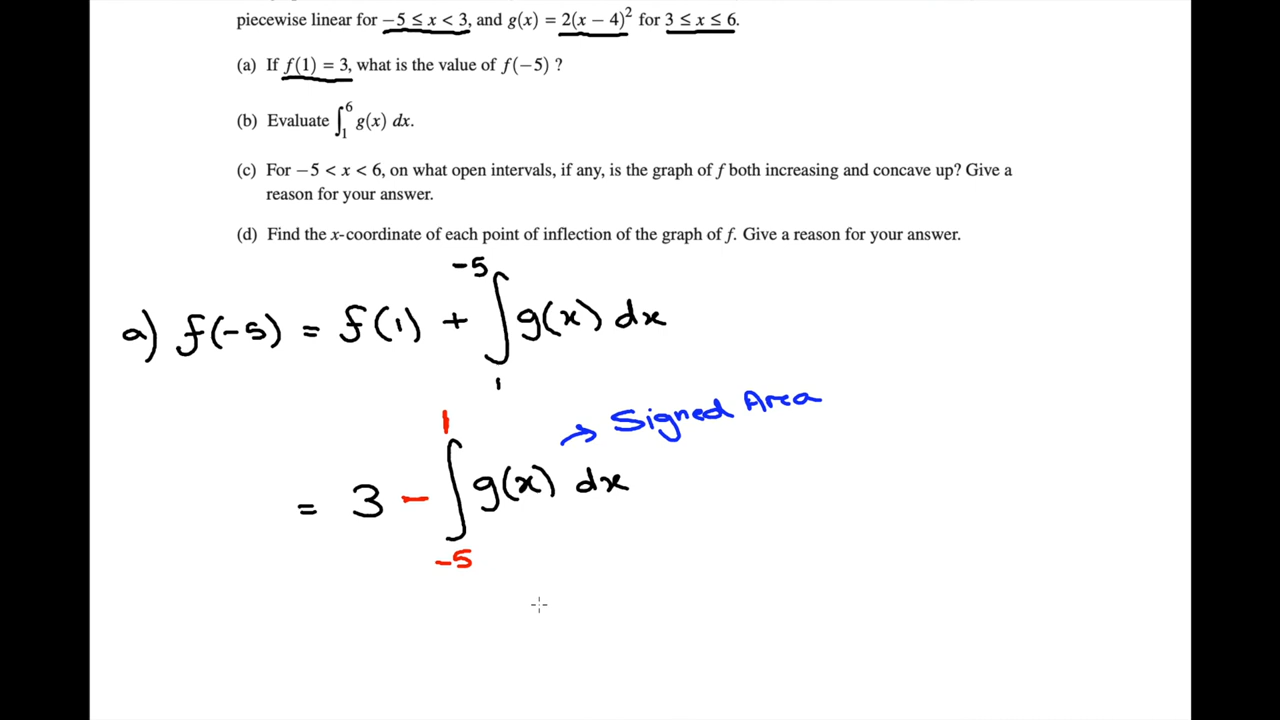 piecewise linear for −5 ≤ x < 3, and g(x) = 2(x − 4)² for 3 ≤ x ≤ 6.
(a) If f(1) = 3, what is the value of f(−5) ?
(b) Evaluate ∫₁⁶ g(x) dx.
(c) For −5 < x < 6, on what open intervals, if any, is the graph of f both increasing and concave up? Give a
reason for your answer.
(d) Find the x-coordinate of each point of inflection of the graph of f. Give a reason for your answer.
-5
a) f(-5) = f(1) + ∫ g(x) dx
1
1
→ Signed Area
= 3 - ∫ g(x) dx
-5